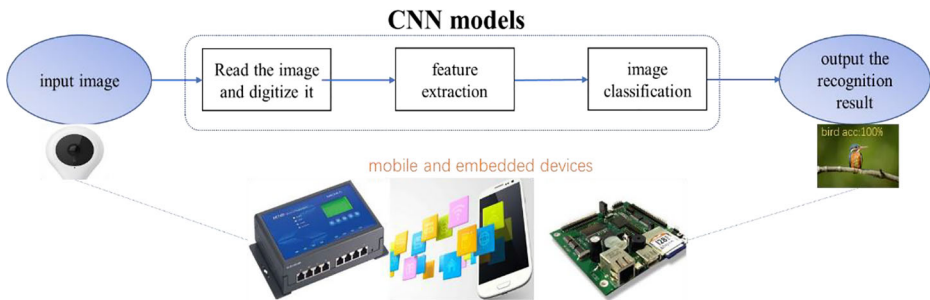 CNN models
input image
Read the image
and digitize it
feature
extraction
image
classification
output the
recognition
result
bird acc:100%
mobile and embedded devices